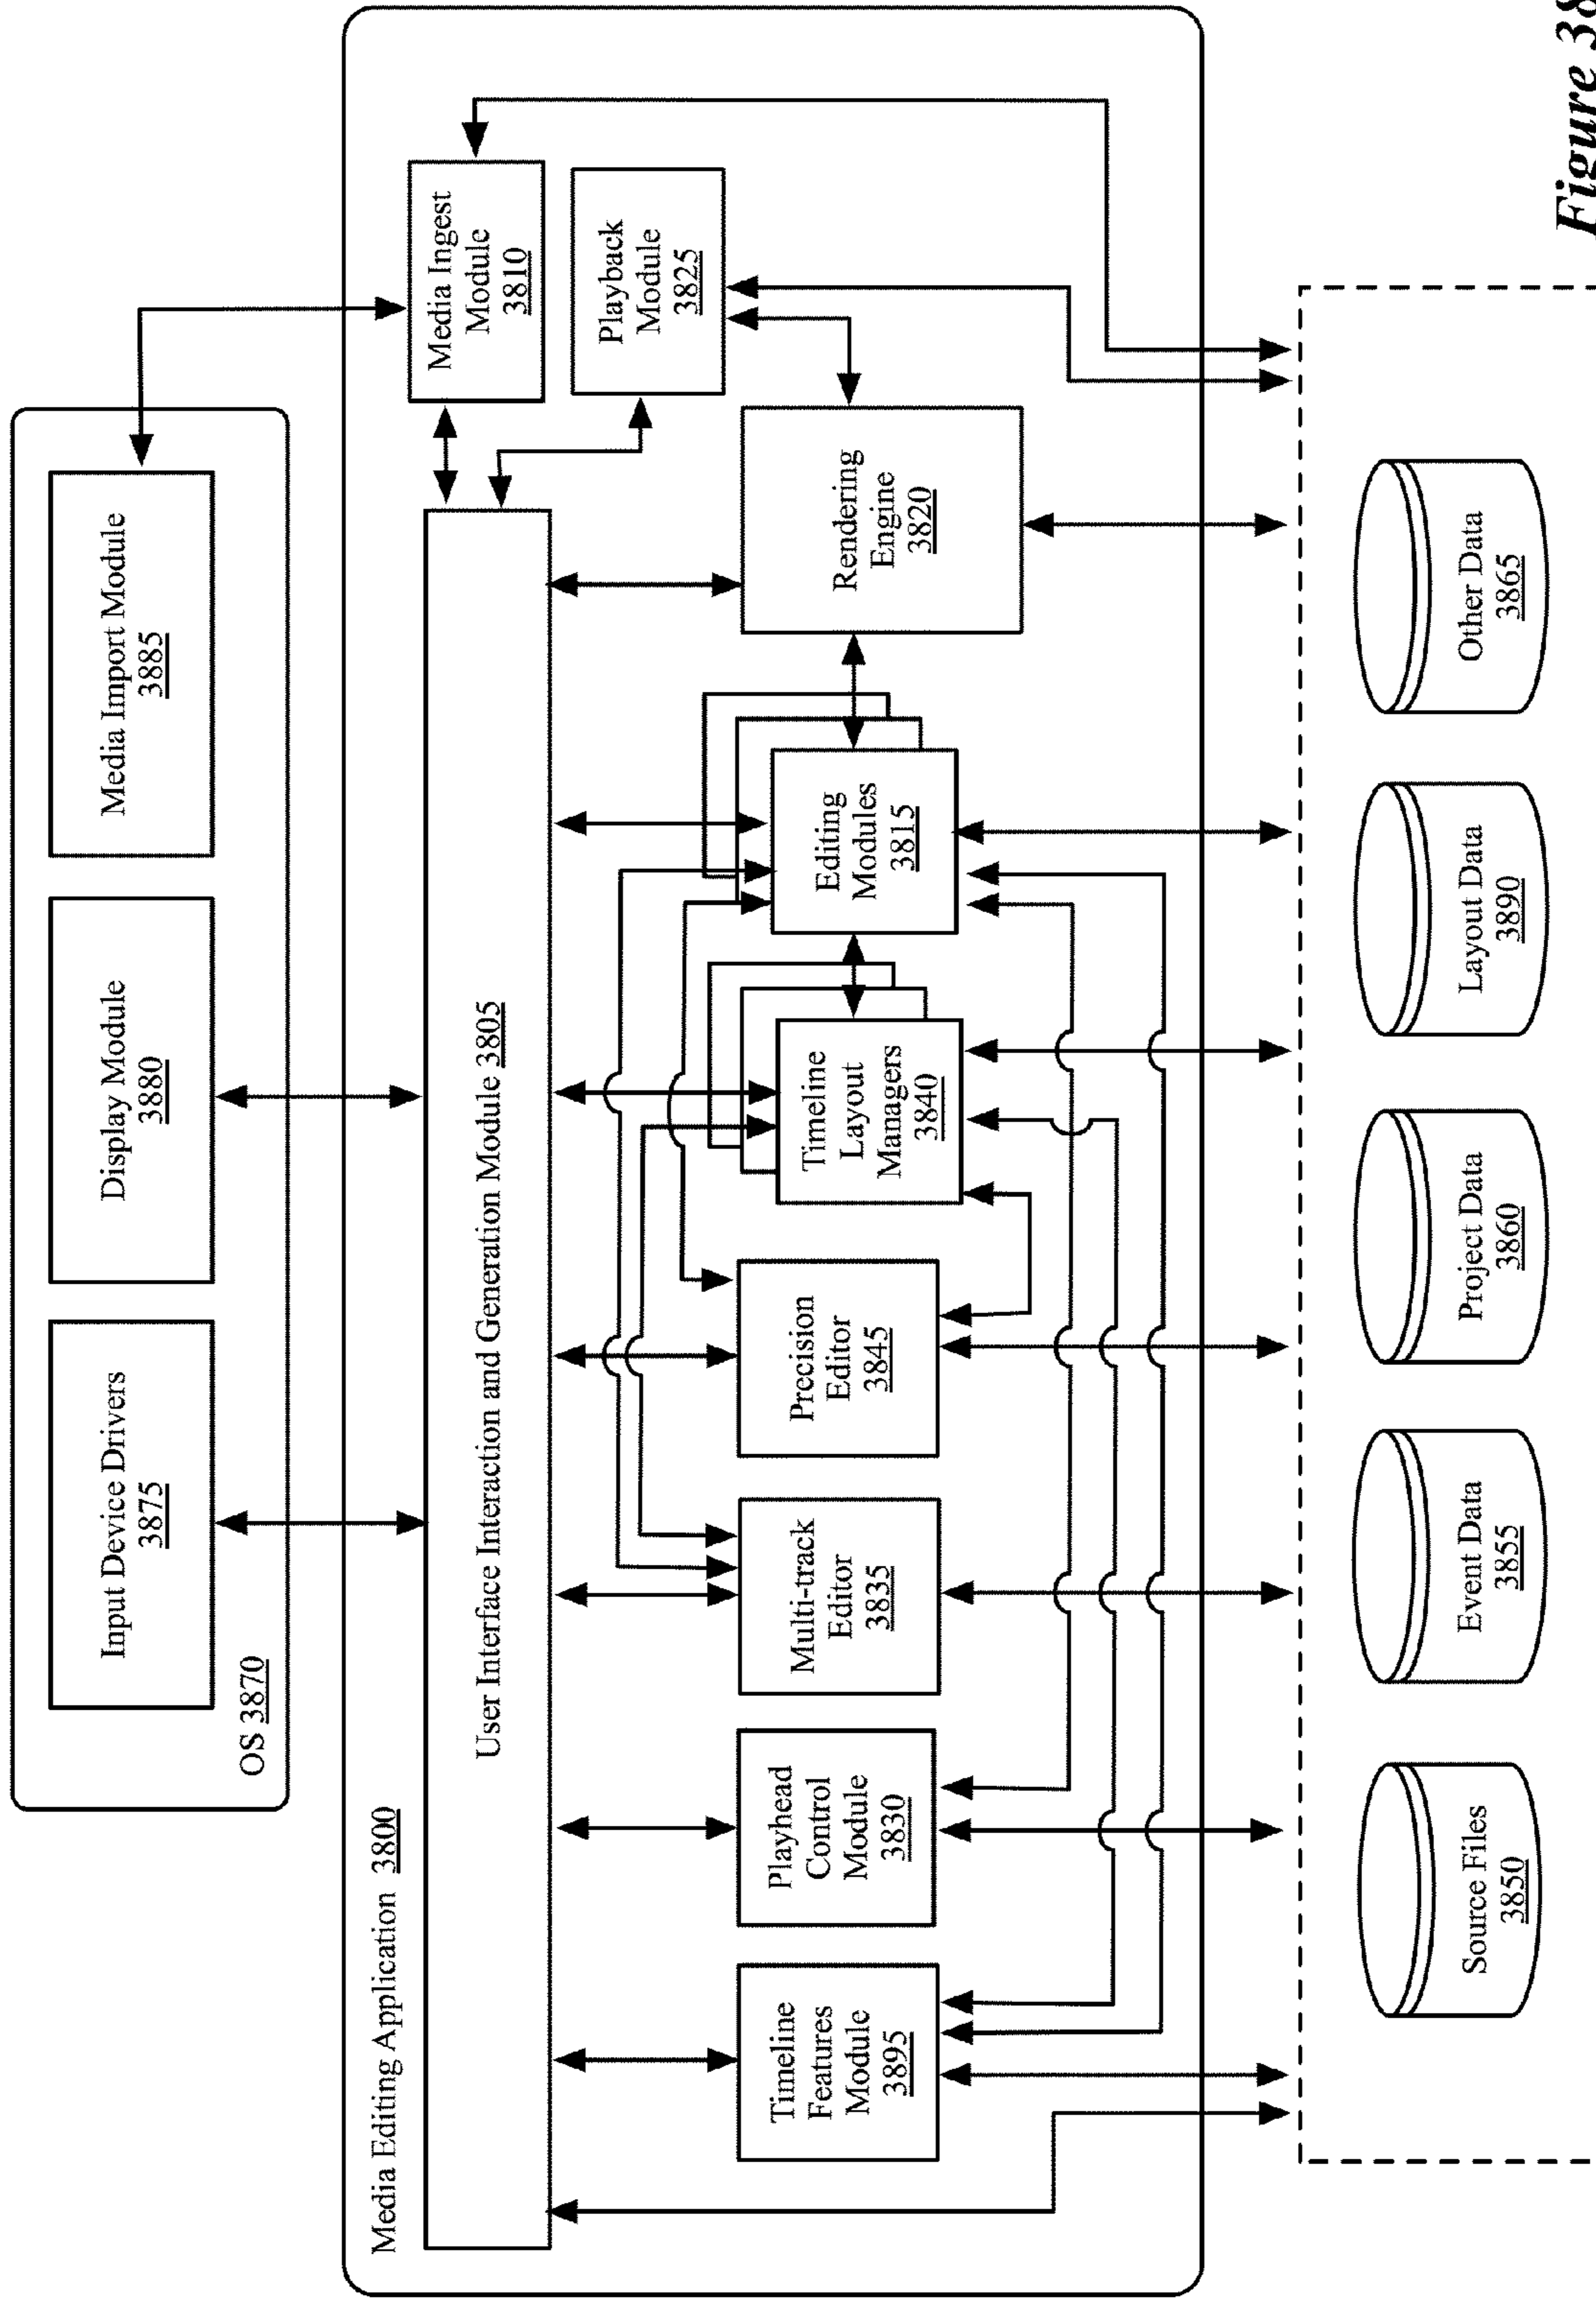 Input Device Drivers
3875
Display Module
3880
Media Import Module
3885
OS 3870
Media Editing Application 3800
User Interface Interaction and Generation Module 3805
Media Ingest
Module
3810
Playback
Module
3825
Timeline
Features
Module
3895
Playhead
Control
Module
3830
Multi-track
Editor
3835
Precision
Editor
3845
Timeline
Layout
Managers
3840
Editing
Modules
3815
Rendering
Engine
3820
Source Files
3850
Event Data
3855
Project Data
3860
Layout Data
3890
Other Data
3865
Figure 38